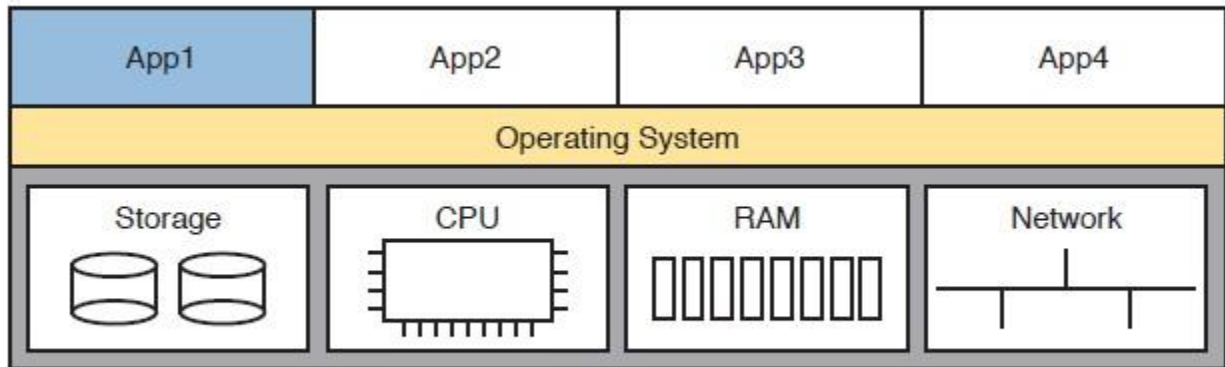 App1 App2 App3 App4
Operating System
Storage CPU RAM Network